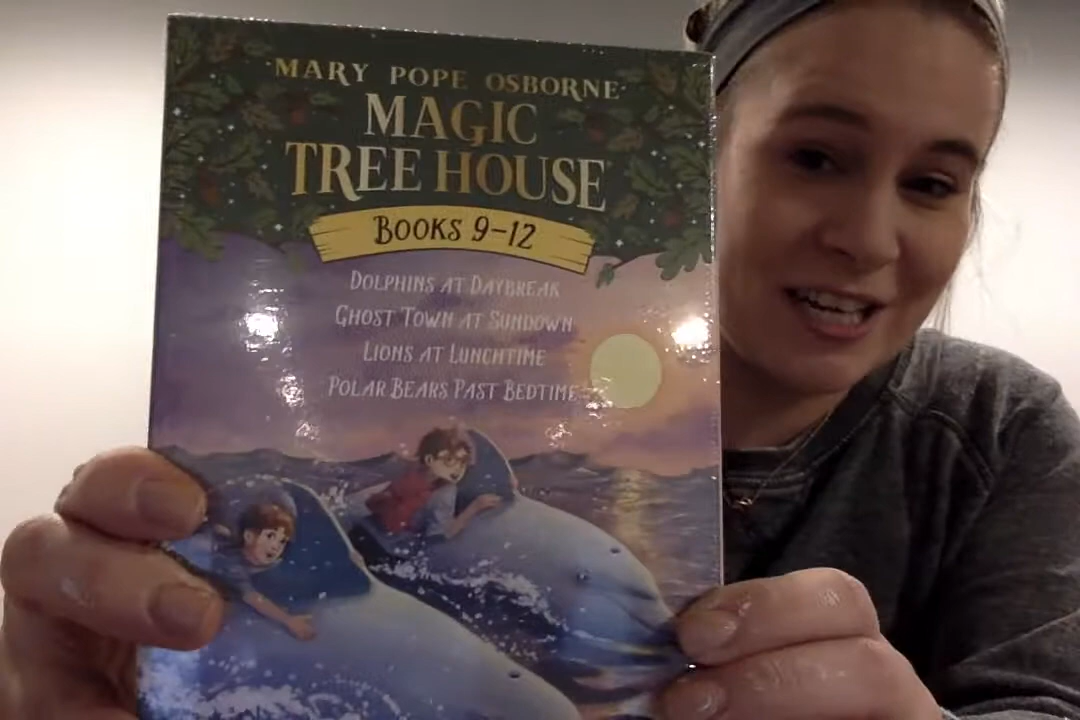 MARY POPE OSBORNE
MAGIC
TREE HOUSE
BOOKS 9–12
DOLPHINS AT DAYBREAK
GHOST TOWN AT SUNDOWN
LIONS AT LUNCHTIME
POLAR BEARS PAST BEDTIME